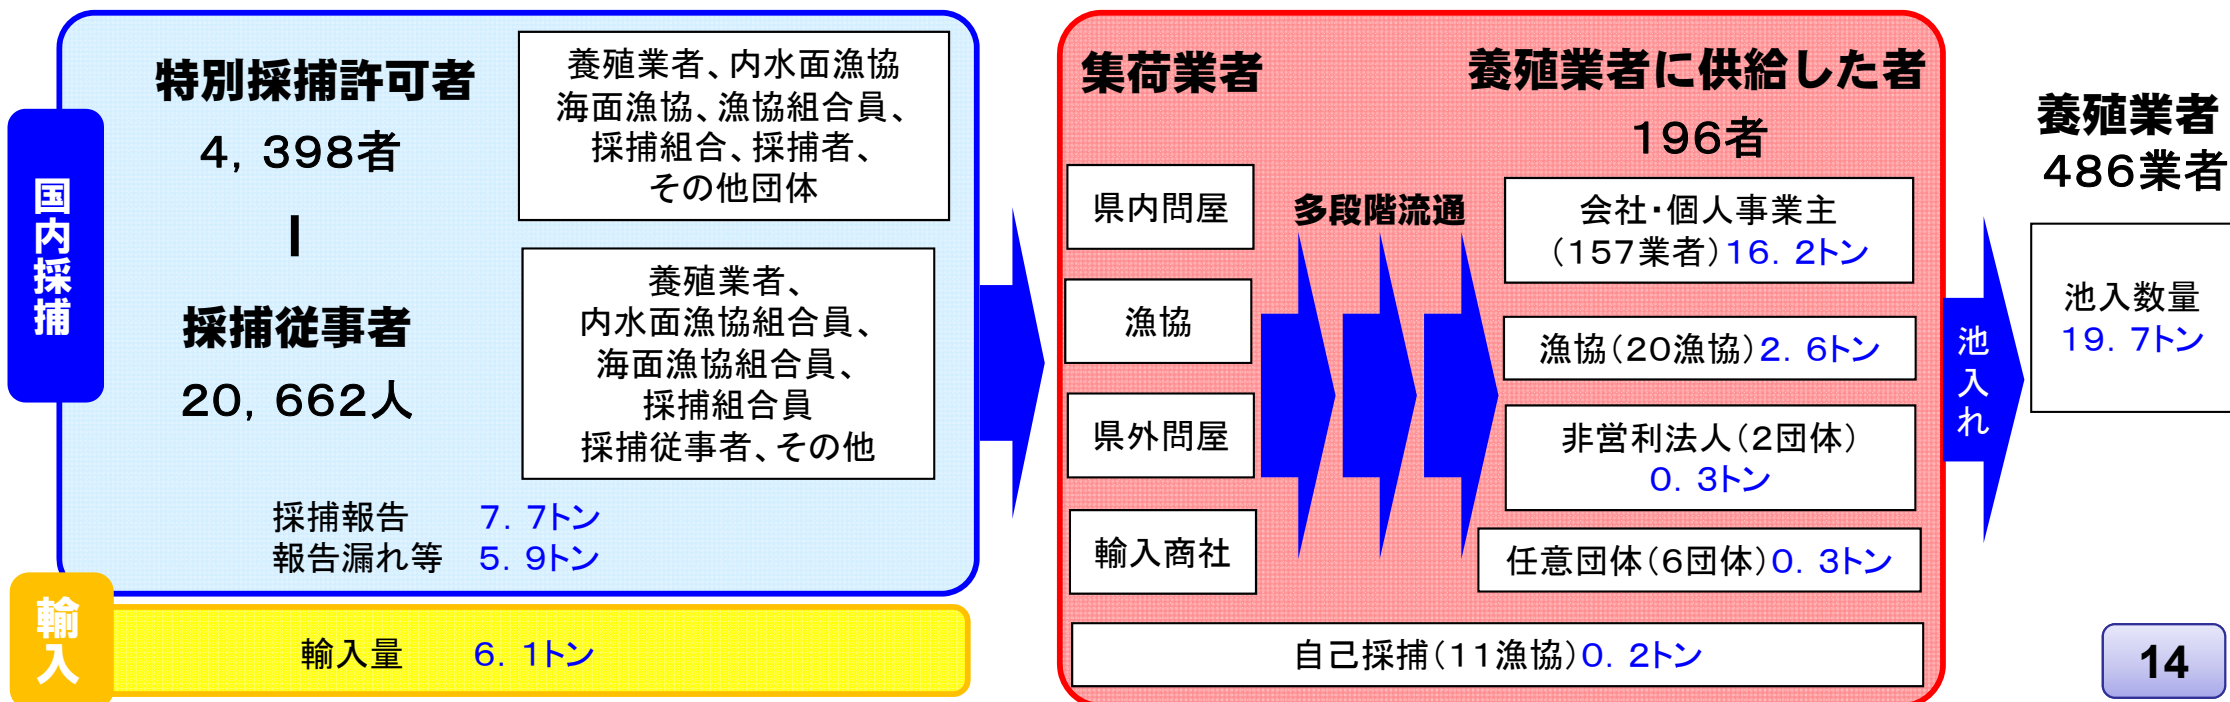 国内採捕
特別採捕許可者
4,398者
採捕従事者
20,662人
養殖業者、内水面漁協
海面漁協、漁協組合員、
採捕組合、採捕者、
その他団体
養殖業者、
内水面漁協組合員、
海面漁協組合員、
採捕組合員
採捕従事者、その他
採捕報告 7.7トン
報告漏れ等 5.9トン
輸入
輸入量 6.1トン
集荷業者
県内問屋
漁協
県外問屋
輸入商社
多段階流通
養殖業者に供給した者
196者
会社・個人事業主
(157業者)16.2トン
漁協(20漁協)2.6トン
非営利法人(2団体)
0.3トン
任意団体(6団体)0.3トン
自己採捕(11漁協)0.2トン
池入れ
養殖業者
486業者
池入数量
19.7トン
14